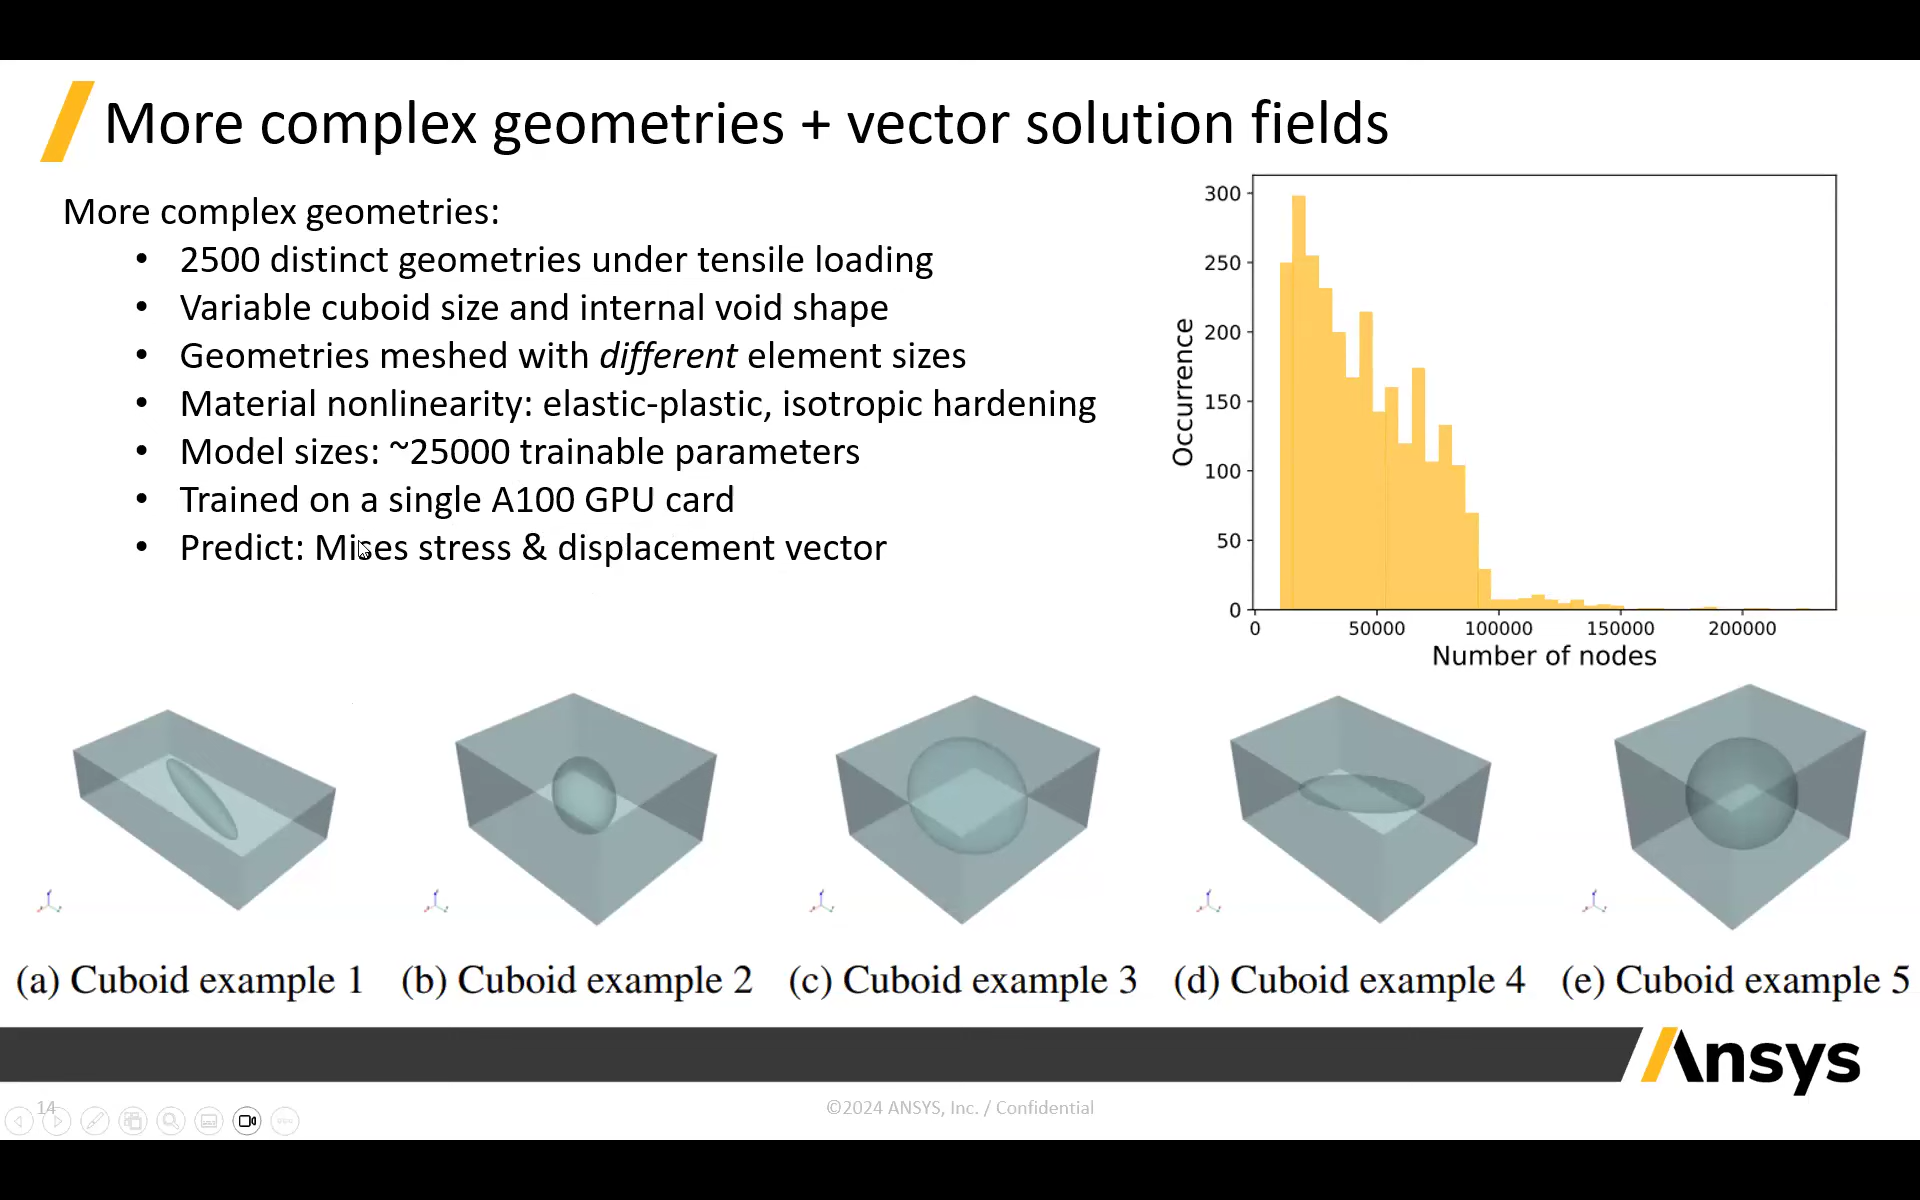 More complex geometries + vector solution fields
More complex geometries:
• 2500 distinct geometries under tensile loading
• Variable cuboid size and internal void shape
• Geometries meshed with different element sizes
• Material nonlinearity: elastic-plastic, isotropic hardening
• Model sizes: ~25000 trainable parameters
• Trained on a single A100 GPU card
• Predict: Mises stress & displacement vector
300
250
200
150
100
50
0
Occurrence
0 50000 100000 150000 200000
Number of nodes
(a) Cuboid example 1
(b) Cuboid example 2
(c) Cuboid example 3
(d) Cuboid example 4
(e) Cuboid example 5
Ansys
14
©2024 ANSYS, Inc. / Confidential